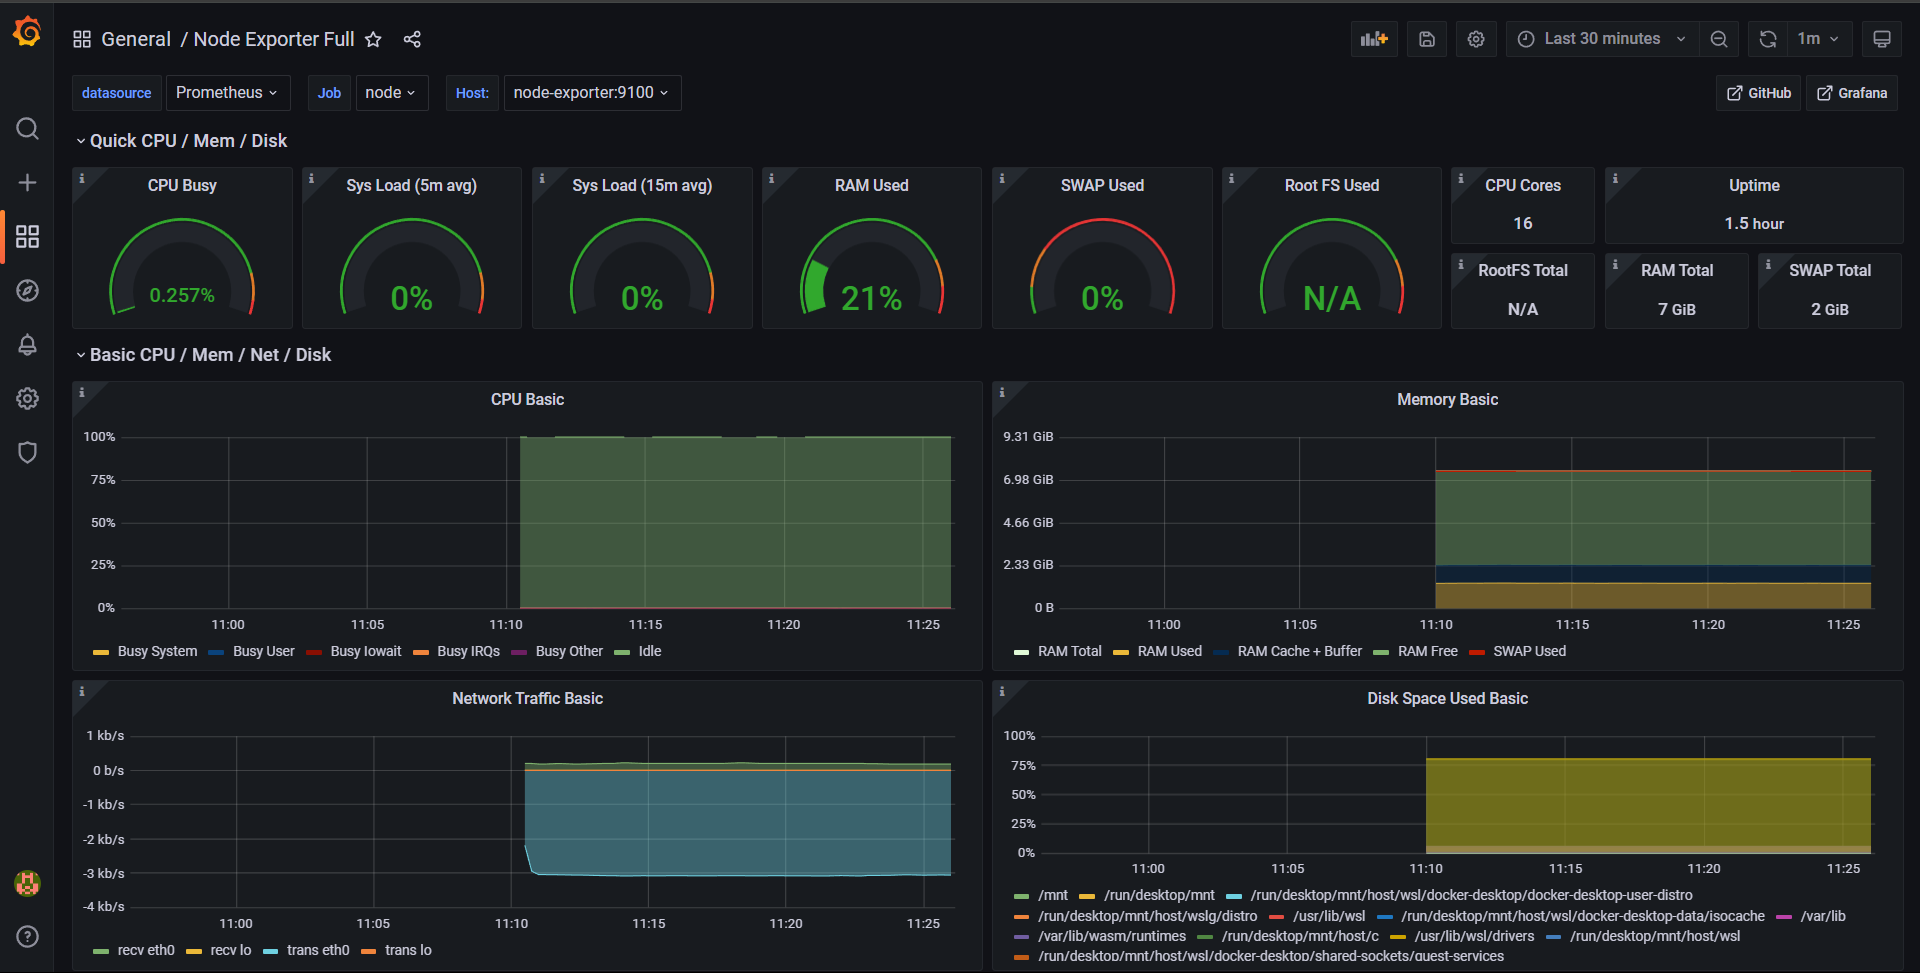 General / Node Exporter Full
Last 30 minutes
1m
datasource Prometheus Job node Host: node-exporter:9100
GitHub Grafana
Quick CPU / Mem / Disk
CPU Busy
0.257%
Sys Load (5m avg)
0%
Sys Load (15m avg)
0%
RAM Used
21%
SWAP Used
0%
Root FS Used
N/A
CPU Cores
16
Uptime
1.5 hour
RootFS Total
N/A
RAM Total
7 GiB
SWAP Total
2 GiB
Basic CPU / Mem / Net / Disk
CPU Basic
100%
75%
50%
25%
0%
11:00 11:05 11:10 11:15 11:20 11:25
Busy System Busy User Busy Iowait Busy IRQs Busy Other Idle
Memory Basic
9.31 GiB
6.98 GiB
4.66 GiB
2.33 GiB
0 B
11:00 11:05 11:10 11:15 11:20 11:25
RAM Total RAM Used RAM Cache + Buffer RAM Free SWAP Used
Network Traffic Basic
1 kb/s
0 b/s
-1 kb/s
-2 kb/s
-3 kb/s
-4 kb/s
11:00 11:05 11:10 11:15 11:20 11:25
recv eth0 recv lo trans eth0 trans lo
Disk Space Used Basic
100%
75%
50%
25%
0%
11:00 11:05 11:10 11:15 11:20 11:25
/mnt /run/desktop/mnt /run/desktop/mnt/host/wsl/docker-desktop/docker-desktop-user-distro
/run/desktop/mnt/host/wslg/distro /usr/lib/wsl /run/desktop/mnt/host/wsl/docker-desktop-data/isocache /var/lib
/var/lib/wasm/runtimes /run/desktop/mnt/host/c /usr/lib/wsl/drivers /run/desktop/mnt/host/wsl
/run/desktop/mnt/host/wsl/docker-desktop/shared-sockets/guest-services